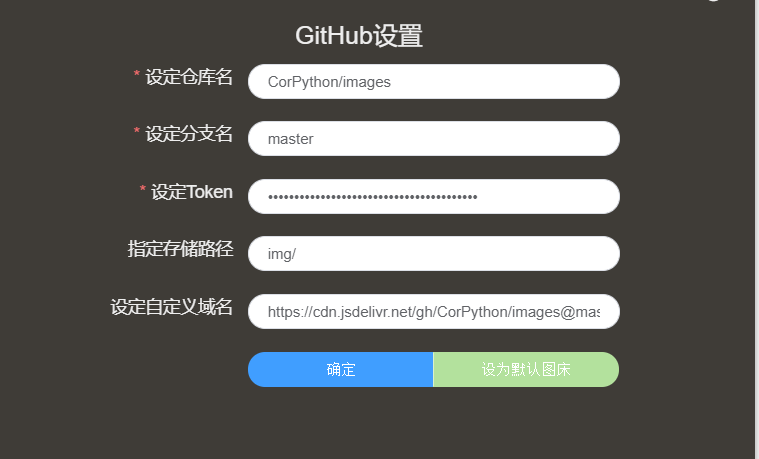 GitHub设置
* 设定仓库名
CorPython/images
* 设定分支名
master
* 设定Token
••••••••••••••••••••••••••••••••••••••••
指定存储路径
img/
设定自定义域名
https://cdn.jsdelivr.net/gh/CorPython/images@mas
确定
设为默认图床